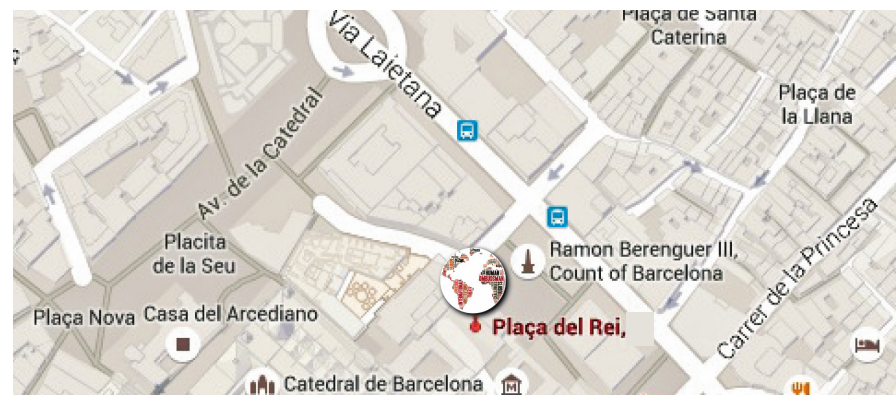 Plaça de Santa
Caterina
Via Laietana
Plaça de
la Llana
Av. de la Catedral
Placita
de la Seu
Ramon Berenguer III,
Count of Barcelona
Carrer de la Princesa
HUMAN
OMBUDSMAN
Plaça Nova
Casa del Arcediano
Plaça del Rei,
Catedral de Barcelona
M